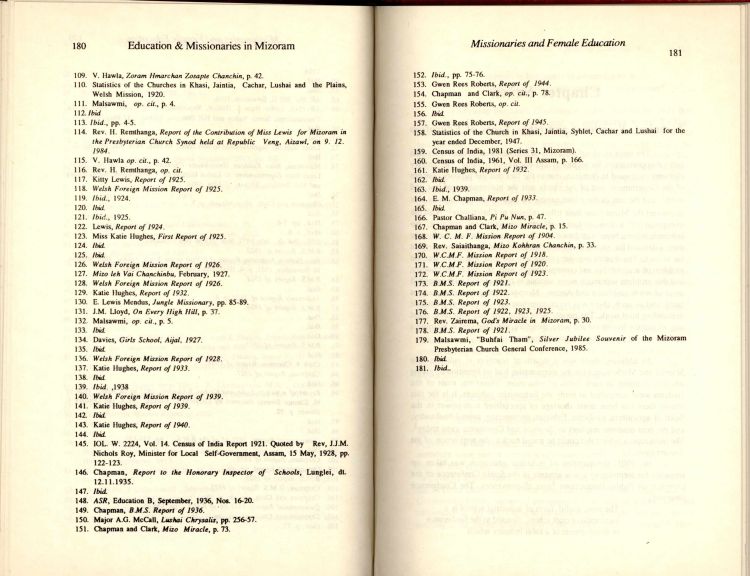 180 Education & Missionaries in Mizoram
109. V. Hawla, Zoram Hmarchan Zosapte Chanchin, p. 42.
110. Statistics of the Churches in Khasi, Jaintia, Cachar, Lushai and the Plains,
Welsh Mission, 1920.
111. Malsawmi, op. cit., p. 4.
112. Ibid
113. Ibid., pp. 4-5.
114. Rev. H. Remthanga, Report of the Contribution of Miss Lewis for Mizoram in
the Presbyterian Church Synod held at Republic Veng, Aizawl, on 9. 12.
1984.
115. V. Hawla op. cit., p. 42.
116. Rev. H. Remthanga, op. cit.
117. Kitty Lewis, Report of 1925.
118. Welsh Foreign Mission Report of 1925.
119. Ibid., 1924.
120. Ibid.
121. Ibid., 1925.
122. Lewis, Report of 1924.
123. Miss Katie Hughes, First Report of 1925.
124. Ibid.
125. Ibid.
126. Welsh Foreign Mission Report of 1926.
127. Mizo leh Vai Chanchinbu, February, 1927.
128. Welsh Foreign Mission Report of 1926.
129. Katie Hughes, Report of 1932.
130. E. Lewis Mendus, Jungle Missionary, pp. 85-89.
131. J.M. Lloyd, On Every High Hill, p. 37.
132. Malsawmi, op. cit., p. 5.
133. Ibid.
134. Davies, Girls School, Aijal, 1927.
135. Ibid.
136. Welsh Foreign Mission Report of 1928.
137. Katie Hughes, Report of 1933.
138. Ibid.
139. Ibid. ,1938
140. Welsh Foreign Mission Report of 1939.
141. Katie Hughes, Report of 1939.
142. Ibid.
143. Katie Hughes, Report of 1940.
144. Ibid.
145. IOL. W. 2224, Vol. 14. Census of India Report 1921. Quoted by Rev, J.J.M.
Nichols Roy, Minister for Local Self-Government, Assam, 15 May, 1928, pp.
122-123.
146. Chapman, Report to the Honorary Inspector of Schools, Lunglei, dt.
12.11.1935.
147. Ibid.
148. ASR, Education B, September, 1936, Nos. 16-20.
149. Chapman, B.M.S. Report of 1936.
150. Major A.G. McCall, Lushai Chrysalis, pp. 256-57.
151. Chapman and Clark, Mizo Miracle, p. 73.
Missionaries and Female Education 181
152. Ibid., pp. 75-76.
153. Gwen Rees Roberts, Report of 1944.
154. Chapman and Clark, op. cit., p. 78.
155. Gwen Rees Roberts, op. cit.
156. Ibid.
157. Gwen Rees Roberts, Report of 1945.
158. Statistics of the Church in Khasi, Jaintia, Syhlet, Cachar and Lushai for the
year ended December, 1947.
159. Census of India, 1981 (Series 31, Mizoram).
160. Census of India, 1961, Vol. III Assam, p. 166.
161. Katie Hughes, Report of 1932.
162. Ibid.
163. Ibid., 1939.
164. E. M. Chapman, Report of 1933.
165. Ibid.
166. Pastor Challiana, Pi Pu Nun, p. 47.
167. Chapman and Clark, Mizo Miracle, p. 15.
168. W. C. M. F. Mission Report of 1904.
169. Rev. Saiaithanga, Mizo Kohhran Chanchin, p. 33.
170. W.C.M.F. Mission Report of 1918.
171. W.C.M.F. Mission Report of 1920.
172. W.C.M.F. Mission Report of 1923.
173. B.M.S. Report of 1921.
174. B.M.S. Report of 1922.
175. B.M.S. Report of 1923.
176. B.M.S. Report of 1922, 1923, 1925.
177. Rev. Zairema, God's Miracle in Mizoram, p. 30.
178. B.M.S. Report of 1921.
179. Malsawmi, "Buhfai Tham", Silver Jubilee Souvenir of the Mizoram
Presbyterian Church General Conference, 1985.
180. Ibid.
181. Ibid..